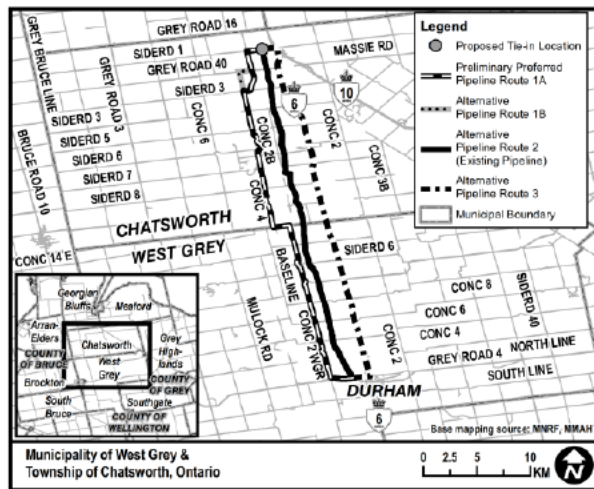 GREY ROAD 16
GREY BRUCE LINE
SIDERD 1
MASSIE RD
GREY ROAD 40
GREY ROAD 3
SIDERD 3
6
10
SIDERD 3
CONC 6
CONC 2B
CONC 2
SIDERD 5
SIDERD 6
BRUCE ROAD 10
SIDERD 7
CONC 3B
SIDERD 8
CONC 4
CHATSWORTH
WEST GREY
CONC 14 E
SIDERD 6
BASELINE
MULOCK RD
CONC 2 WGR
CONC 8
SIDERD 40
CONC 6
CONC 4
CONC 2
GREY ROAD 4
NORTH LINE
SOUTH LINE
DURHAM
6
Legend
Proposed Tie-in Location
Preliminary Preferred
Pipeline Route 1A
Alternative
Pipeline Route 1B
Alternative
Pipeline Route 2
(Existing Pipeline)
Alternative
Pipeline Route 3
Municipal Boundary
Georgian
Bluffs
Meaford
Arran-
Elders
Chatsworth
Grey
High-
lands
COUNTY
OF BRUCE
West
Grey
Brockton
COUNTY
OF GREY
South
Bruce
Southgate
COUNTY OF
WELLINGTON
Base mapping source: MNRF, MMAH
Municipality of West Grey &
Township of Chatsworth, Ontario
0 2.5 5 10
KM
N